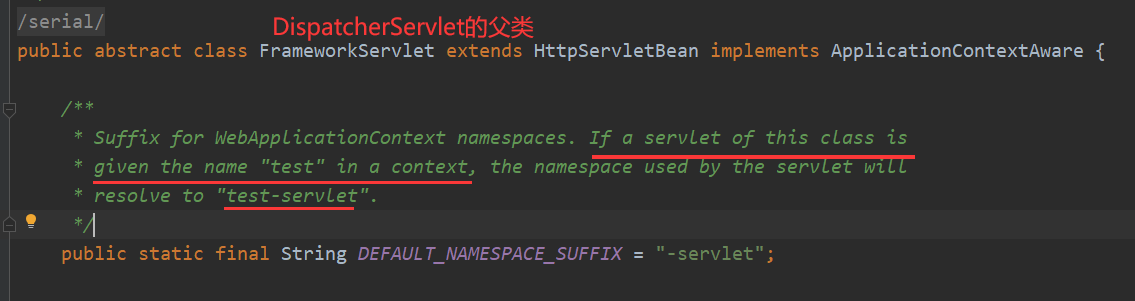 /serial/
DispatcherServlet的父类
public abstract class FrameworkServlet extends HttpServletBean implements ApplicationContextAware {
/**
* Suffix for WebApplicationContext namespaces. If a servlet of this class is
* given the name "test" in a context, the namespace used by the servlet will
* resolve to "test-servlet".
*/
public static final String DEFAULT_NAMESPACE_SUFFIX = "-servlet";